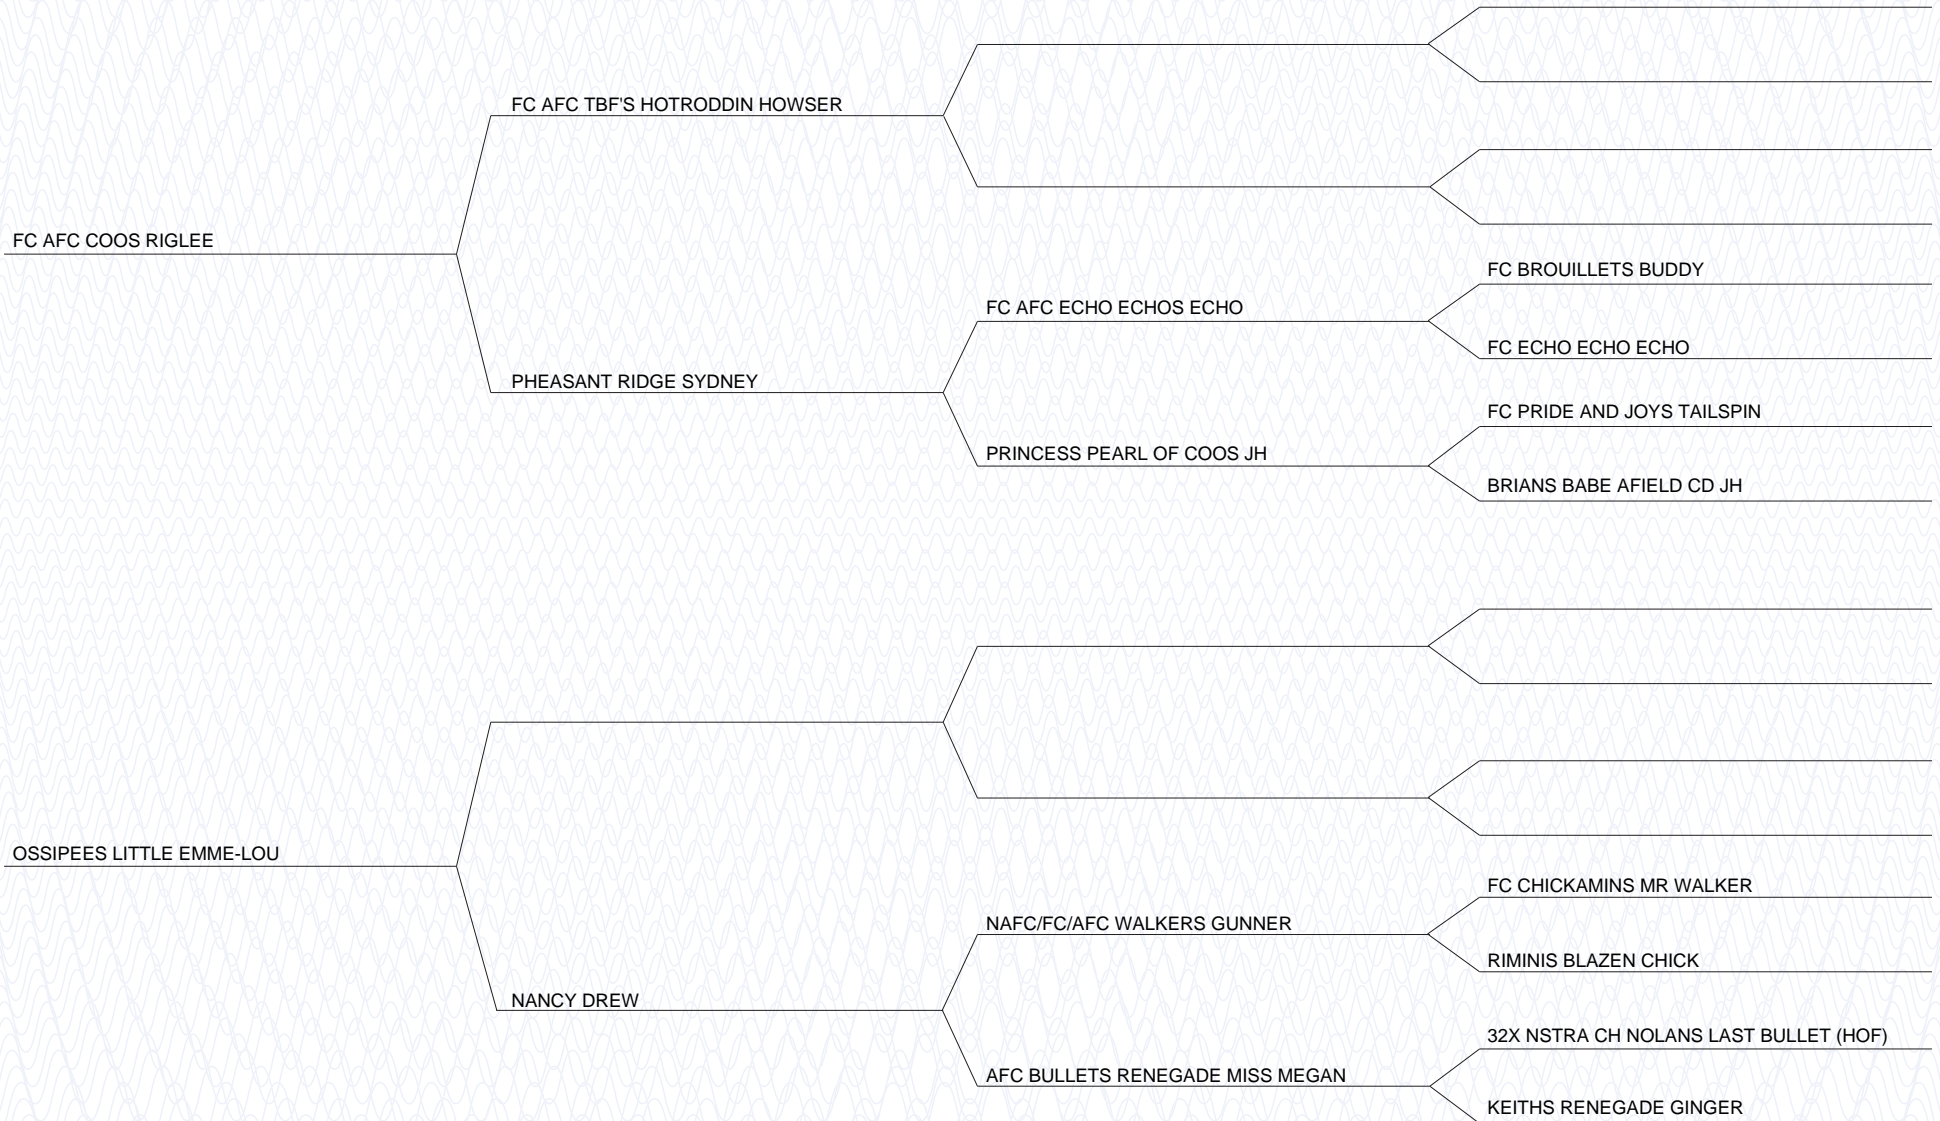 FC AFC TBF'S HOTRODDIN HOWSER
FC AFC COOS RIGLEE
FC BROUILLETS BUDDY
FC AFC ECHO ECHOS ECHO
FC ECHO ECHO ECHO
PHEASANT RIDGE SYDNEY
FC PRIDE AND JOYS TAILSPIN
PRINCESS PEARL OF COOS JH
BRIANS BABE AFIELD CD JH
OSSIPEES LITTLE EMME-LOU
FC CHICKAMINS MR WALKER
NAFC/FC/AFC WALKERS GUNNER
RIMINIS BLAZEN CHICK
NANCY DREW
32X NSTRA CH NOLANS LAST BULLET (HOF)
AFC BULLETS RENEGADE MISS MEGAN
KEITHS RENEGADE GINGER